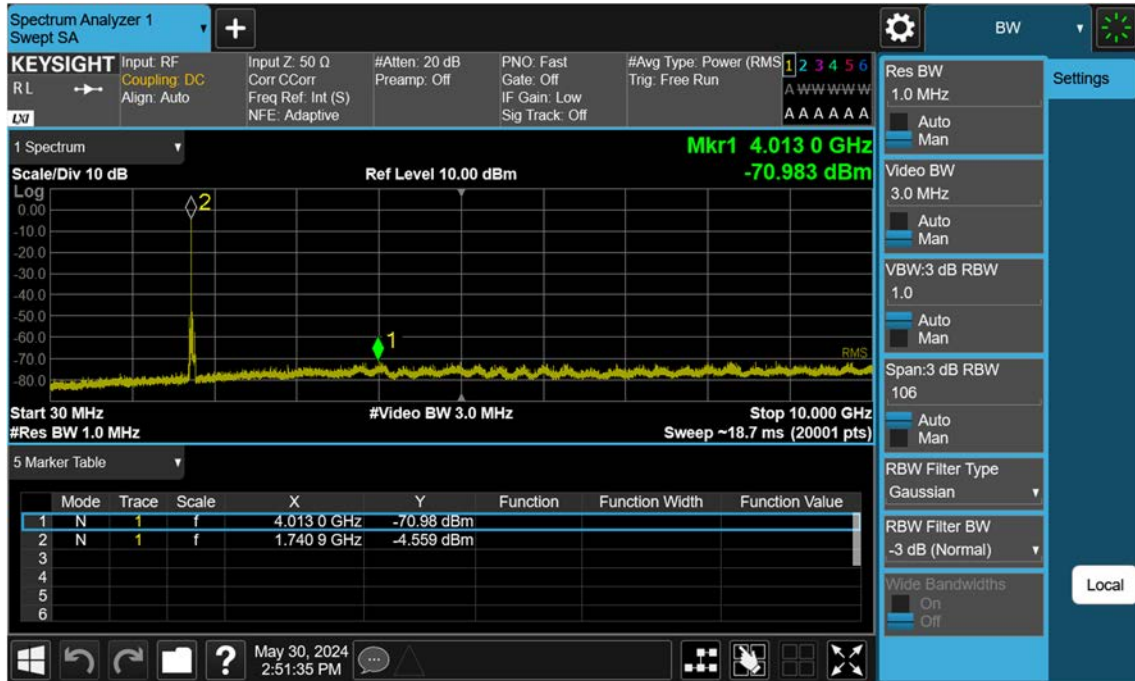 Spectrum Analyzer 1
Swept SA
+
BW
KEYSIGHT
R L
LXI
Input: RF
Coupling: DC
Align: Auto
Input Z: 50 Ω
Corr CCorr
Freq Ref: Int (S)
NFE: Adaptive
#Atten: 20 dB
Preamp: Off
PNO: Fast
Gate: Off
IF Gain: Low
Sig Track: Off
#Avg Type: Power (RMS
Trig: Free Run
1 2 3 4 5 6
A W W W W W
A A A A A A
1 Spectrum
Mkr1 4.013 0 GHz
-70.983 dBm
Scale/Div 10 dB
Ref Level 10.00 dBm
Log
0.00
-10.0
-20.0
-30.0
-40.0
-50.0
-60.0
-70.0
-80.0
2
1
RMS
Start 30 MHz
#Video BW 3.0 MHz
Stop 10.000 GHz
#Res BW 1.0 MHz
Sweep ~18.7 ms (20001 pts)
5 Marker Table
Mode Trace Scale X Y Function Function Width Function Value
1 N 1 f 4.013 0 GHz -70.98 dBm
2 N 1 f 1.740 9 GHz -4.559 dBm
3
4
5
6
?
May 30, 2024
2:51:35 PM
Res BW
1.0 MHz
Auto
Man
Video BW
3.0 MHz
Auto
Man
VBW:3 dB RBW
1.0
Auto
Man
Span:3 dB RBW
106
Auto
Man
RBW Filter Type
Gaussian
RBW Filter BW
-3 dB (Normal)
Wide Bandwidths
On
Off
Settings
Local